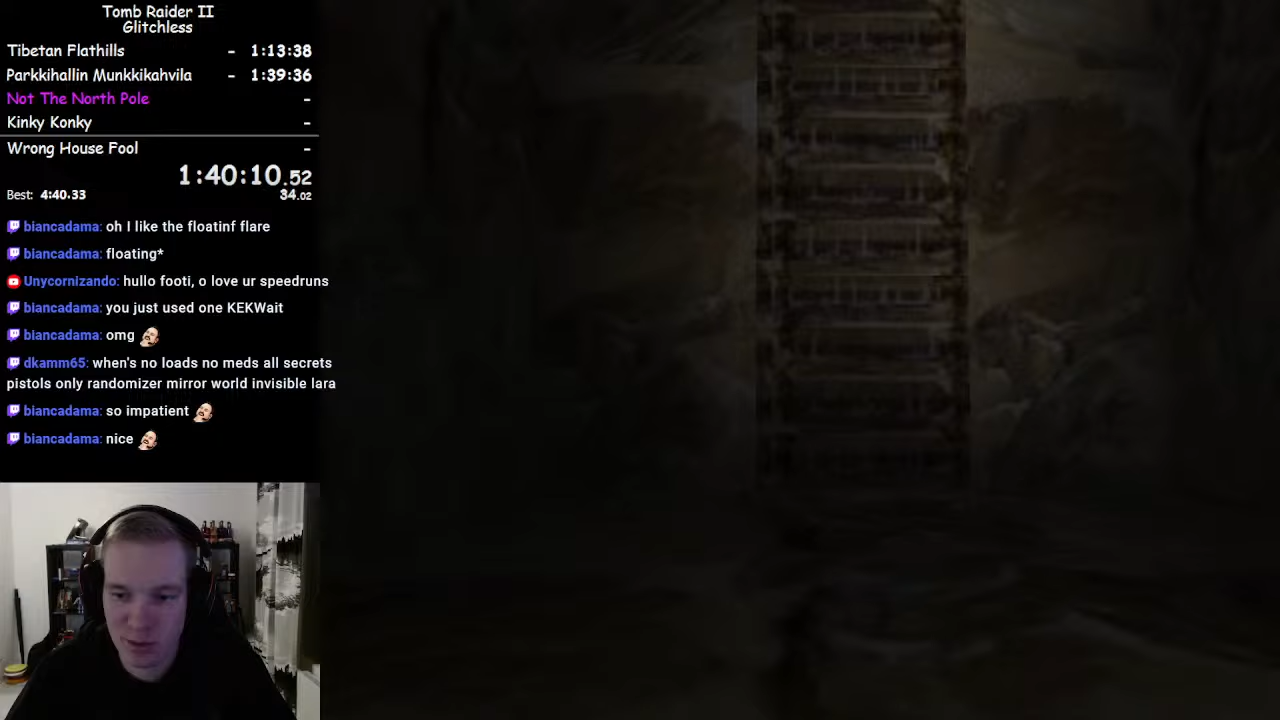 Tomb Raider II
Glitchless
Tibetan Flathills - 1:13:38
Parkkihallin Munkkikahvila - 1:39:36
Not The North Pole -
Kinky Konky -
Wrong House Fool -
1:40:10.52
Best: 4:40.33 34.02
biancadama: oh I like the floatinf flare
biancadama: floating*
Unycornizando: hullo footi, o love ur speedruns
biancadama: you just used one KEKWait
biancadama: omg
dkamm65: when's no loads no meds all secrets
pistols only randomizer mirror world invisible lara
biancadama: so impatient
biancadama: nice